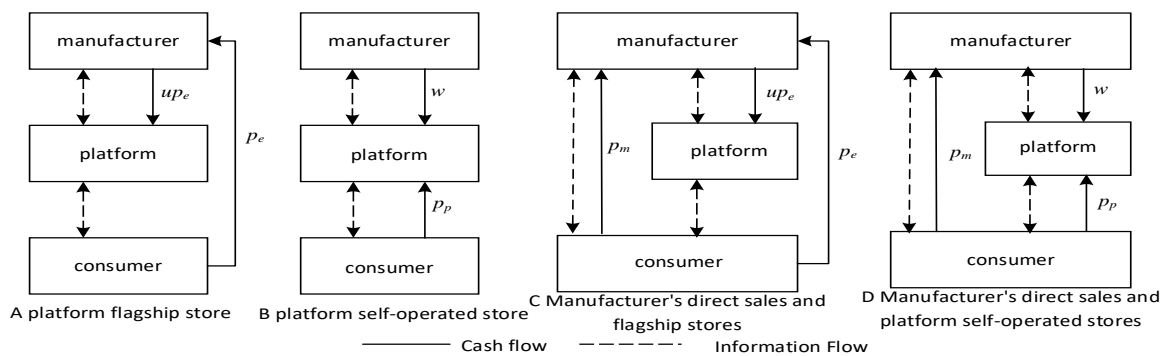 manufacturer
up_e
platform
p_e
consumer
A platform flagship store
manufacturer
w
platform
p_p
consumer
B platform self-operated store
manufacturer
up_e
p_m
platform
p_e
consumer
C Manufacturer's direct sales and
flagship stores
manufacturer
w
p_m
platform
p_p
consumer
D Manufacturer's direct sales and
platform self-operated stores
Cash flow
Information Flow